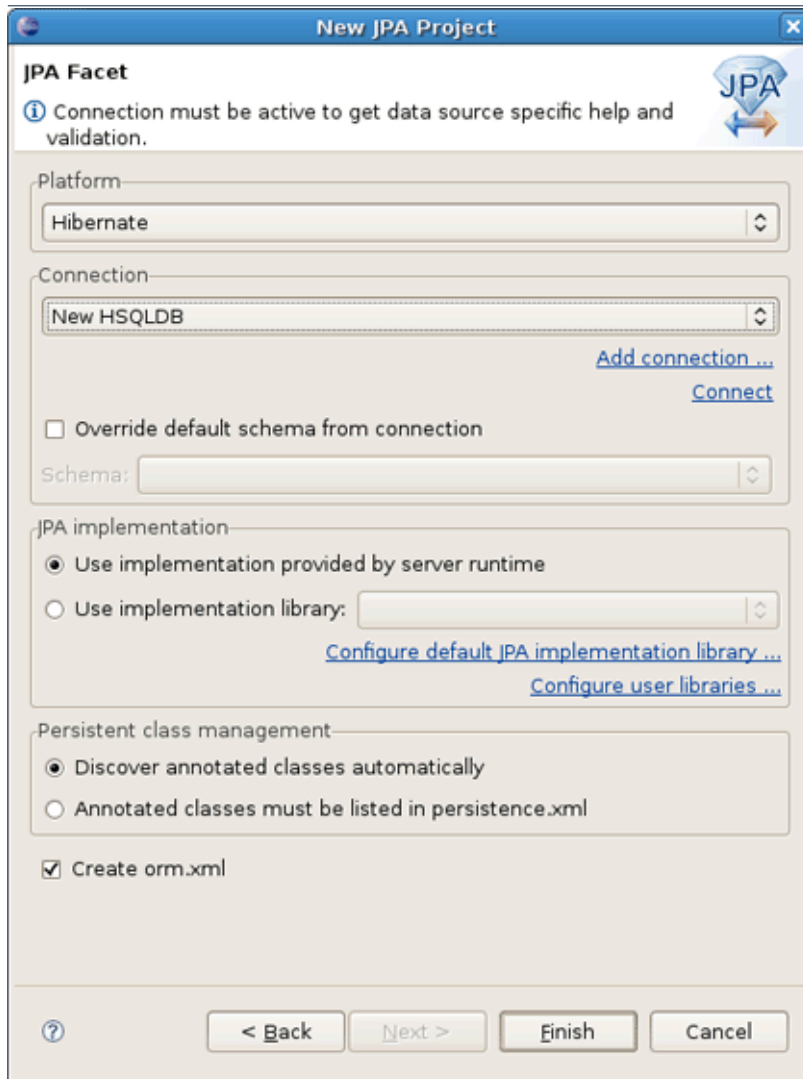 New JPA Project
JPA Facet
JPA
Connection must be active to get data source specific help and
validation.
Platform
Hibernate
Connection
New HSQLDB
Add connection ...
Connect
Override default schema from connection
Schema:
JPA implementation
Use implementation provided by server runtime
Use implementation library:
Configure default JPA implementation library ...
Configure user libraries ...
Persistent class management
Discover annotated classes automatically
Annotated classes must be listed in persistence.xml
Create orm.xml
< Back
Next >
Finish
Cancel